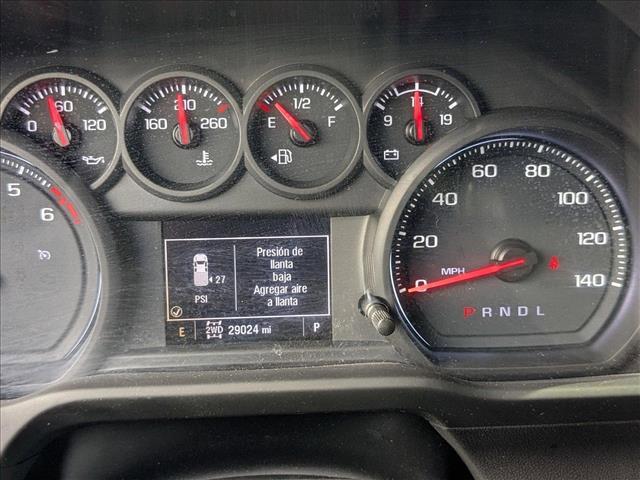 60
0 120
210
160 260
1/2
E F
14
9 19
5
6
27
PSI
Presión de
llanta
baja
Agregar aire
a llanta
E 2WD 29024 mi P
0 20 40 60 80 100 120 140
MPH
P R N D L